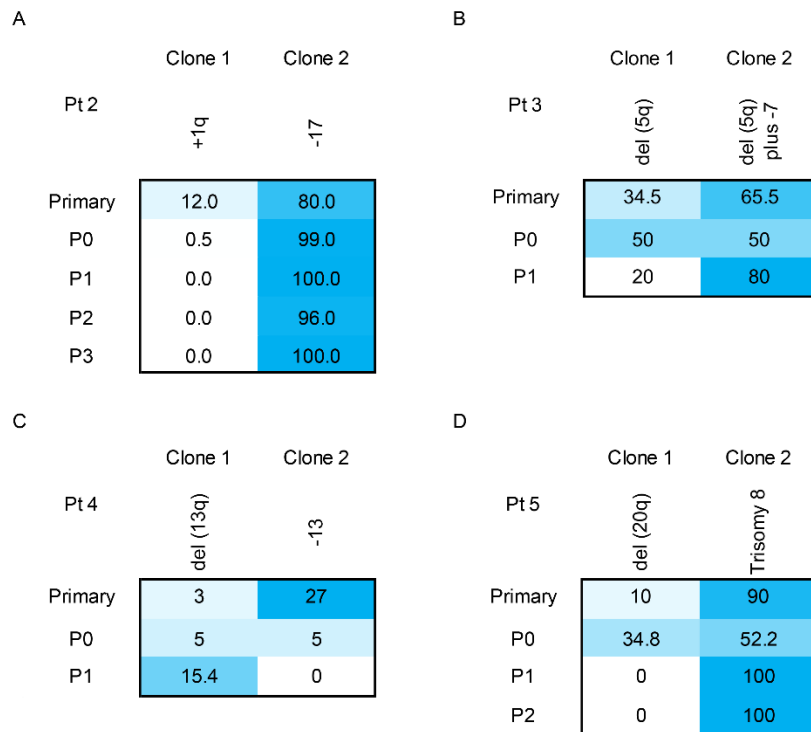 A
Clone 1 Clone 2
Pt 2
+1q -17
Primary 12.0 80.0
P0 0.5 99.0
P1 0.0 100.0
P2 0.0 96.0
P3 0.0 100.0
B
Clone 1 Clone 2
Pt 3
del (5q) del (5q)
plus -7
Primary 34.5 65.5
P0 50 50
P1 20 80
C
Clone 1 Clone 2
Pt 4
del (13q) -13
Primary 3 27
P0 5 5
P1 15.4 0
D
Clone 1 Clone 2
Pt 5
del (20q) Trisomy 8
Primary 10 90
P0 34.8 52.2
P1 0 100
P2 0 100